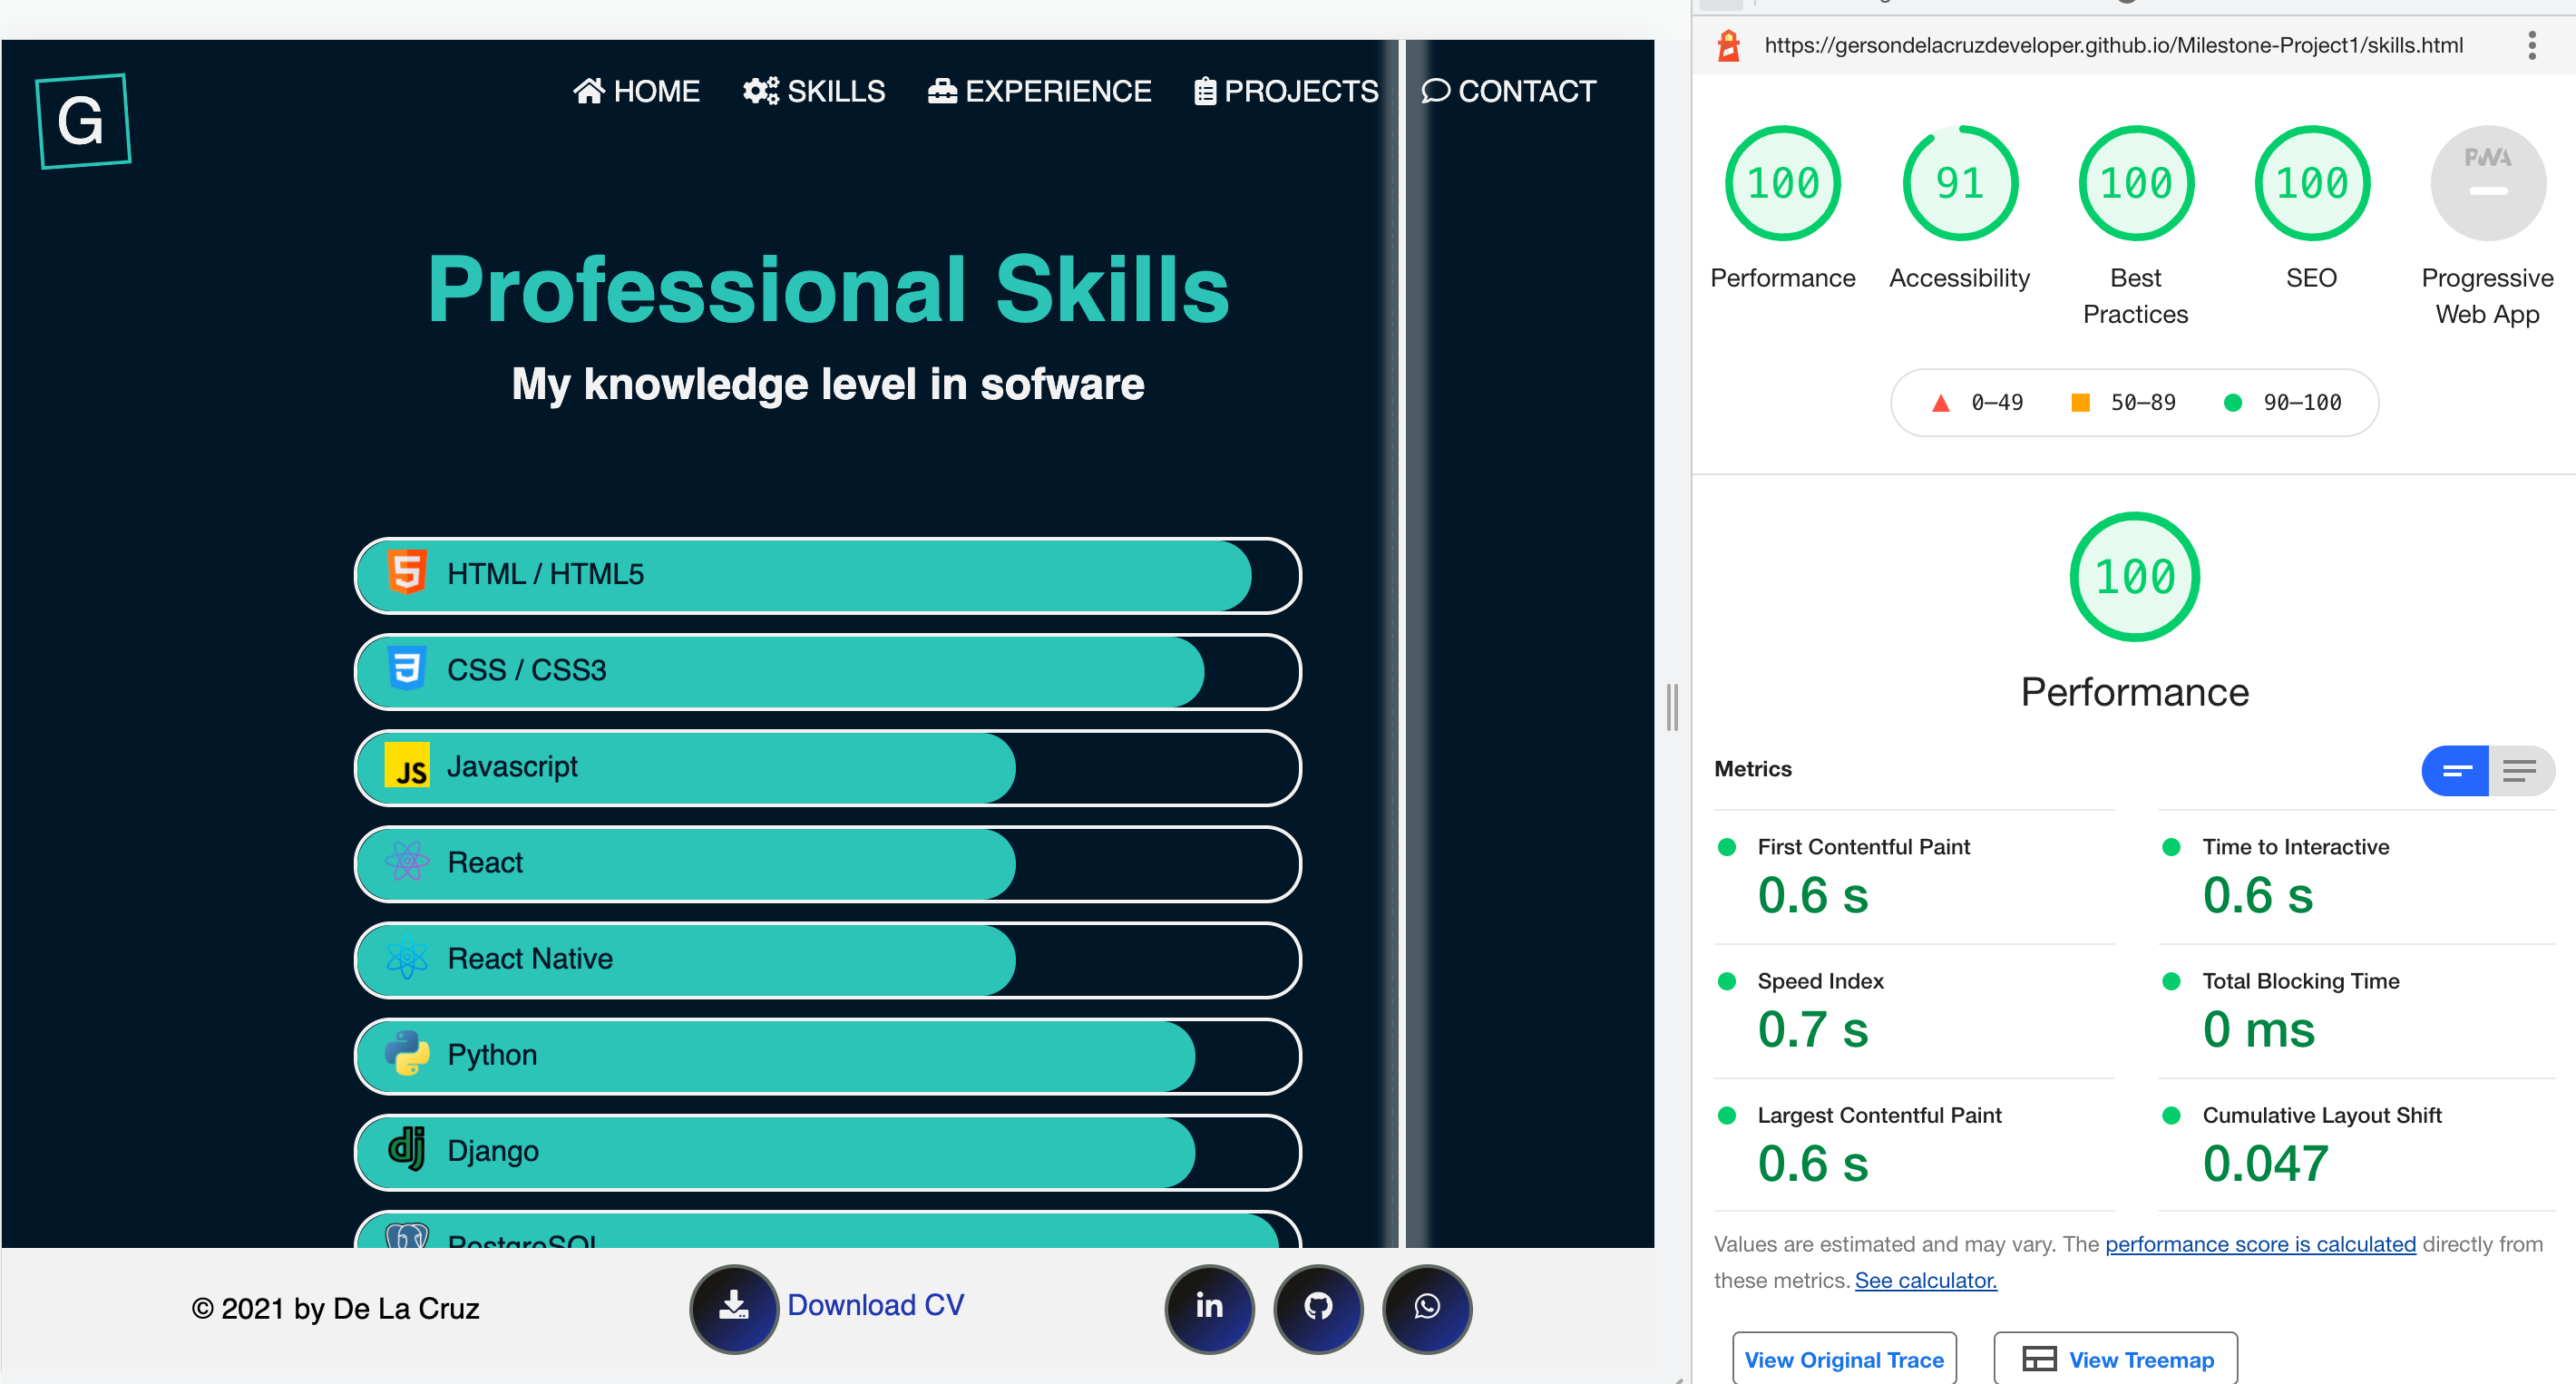 G
HOME SKILLS EXPERIENCE PROJECTS CONTACT
Professional Skills
My knowledge level in sofware
HTML / HTML5
CSS / CSS3
JS Javascript
React
React Native
Python
dj Django
PostgreSQL
© 2021 by De La Cruz
Download CV
in
https://gersondelacruzdeveloper.github.io/Milestone-Project1/skills.html
100 91 100 100 PWA
Performance Accessibility Best Practices SEO Progressive Web App
0–49 50–89 90–100
100
Performance
Metrics
First Contentful Paint
0.6 s
Time to Interactive
0.6 s
Speed Index
0.7 s
Total Blocking Time
0 ms
Largest Contentful Paint
0.6 s
Cumulative Layout Shift
0.047
Values are estimated and may vary. The performance score is calculated directly from
these metrics. See calculator.
View Original Trace
View Treemap